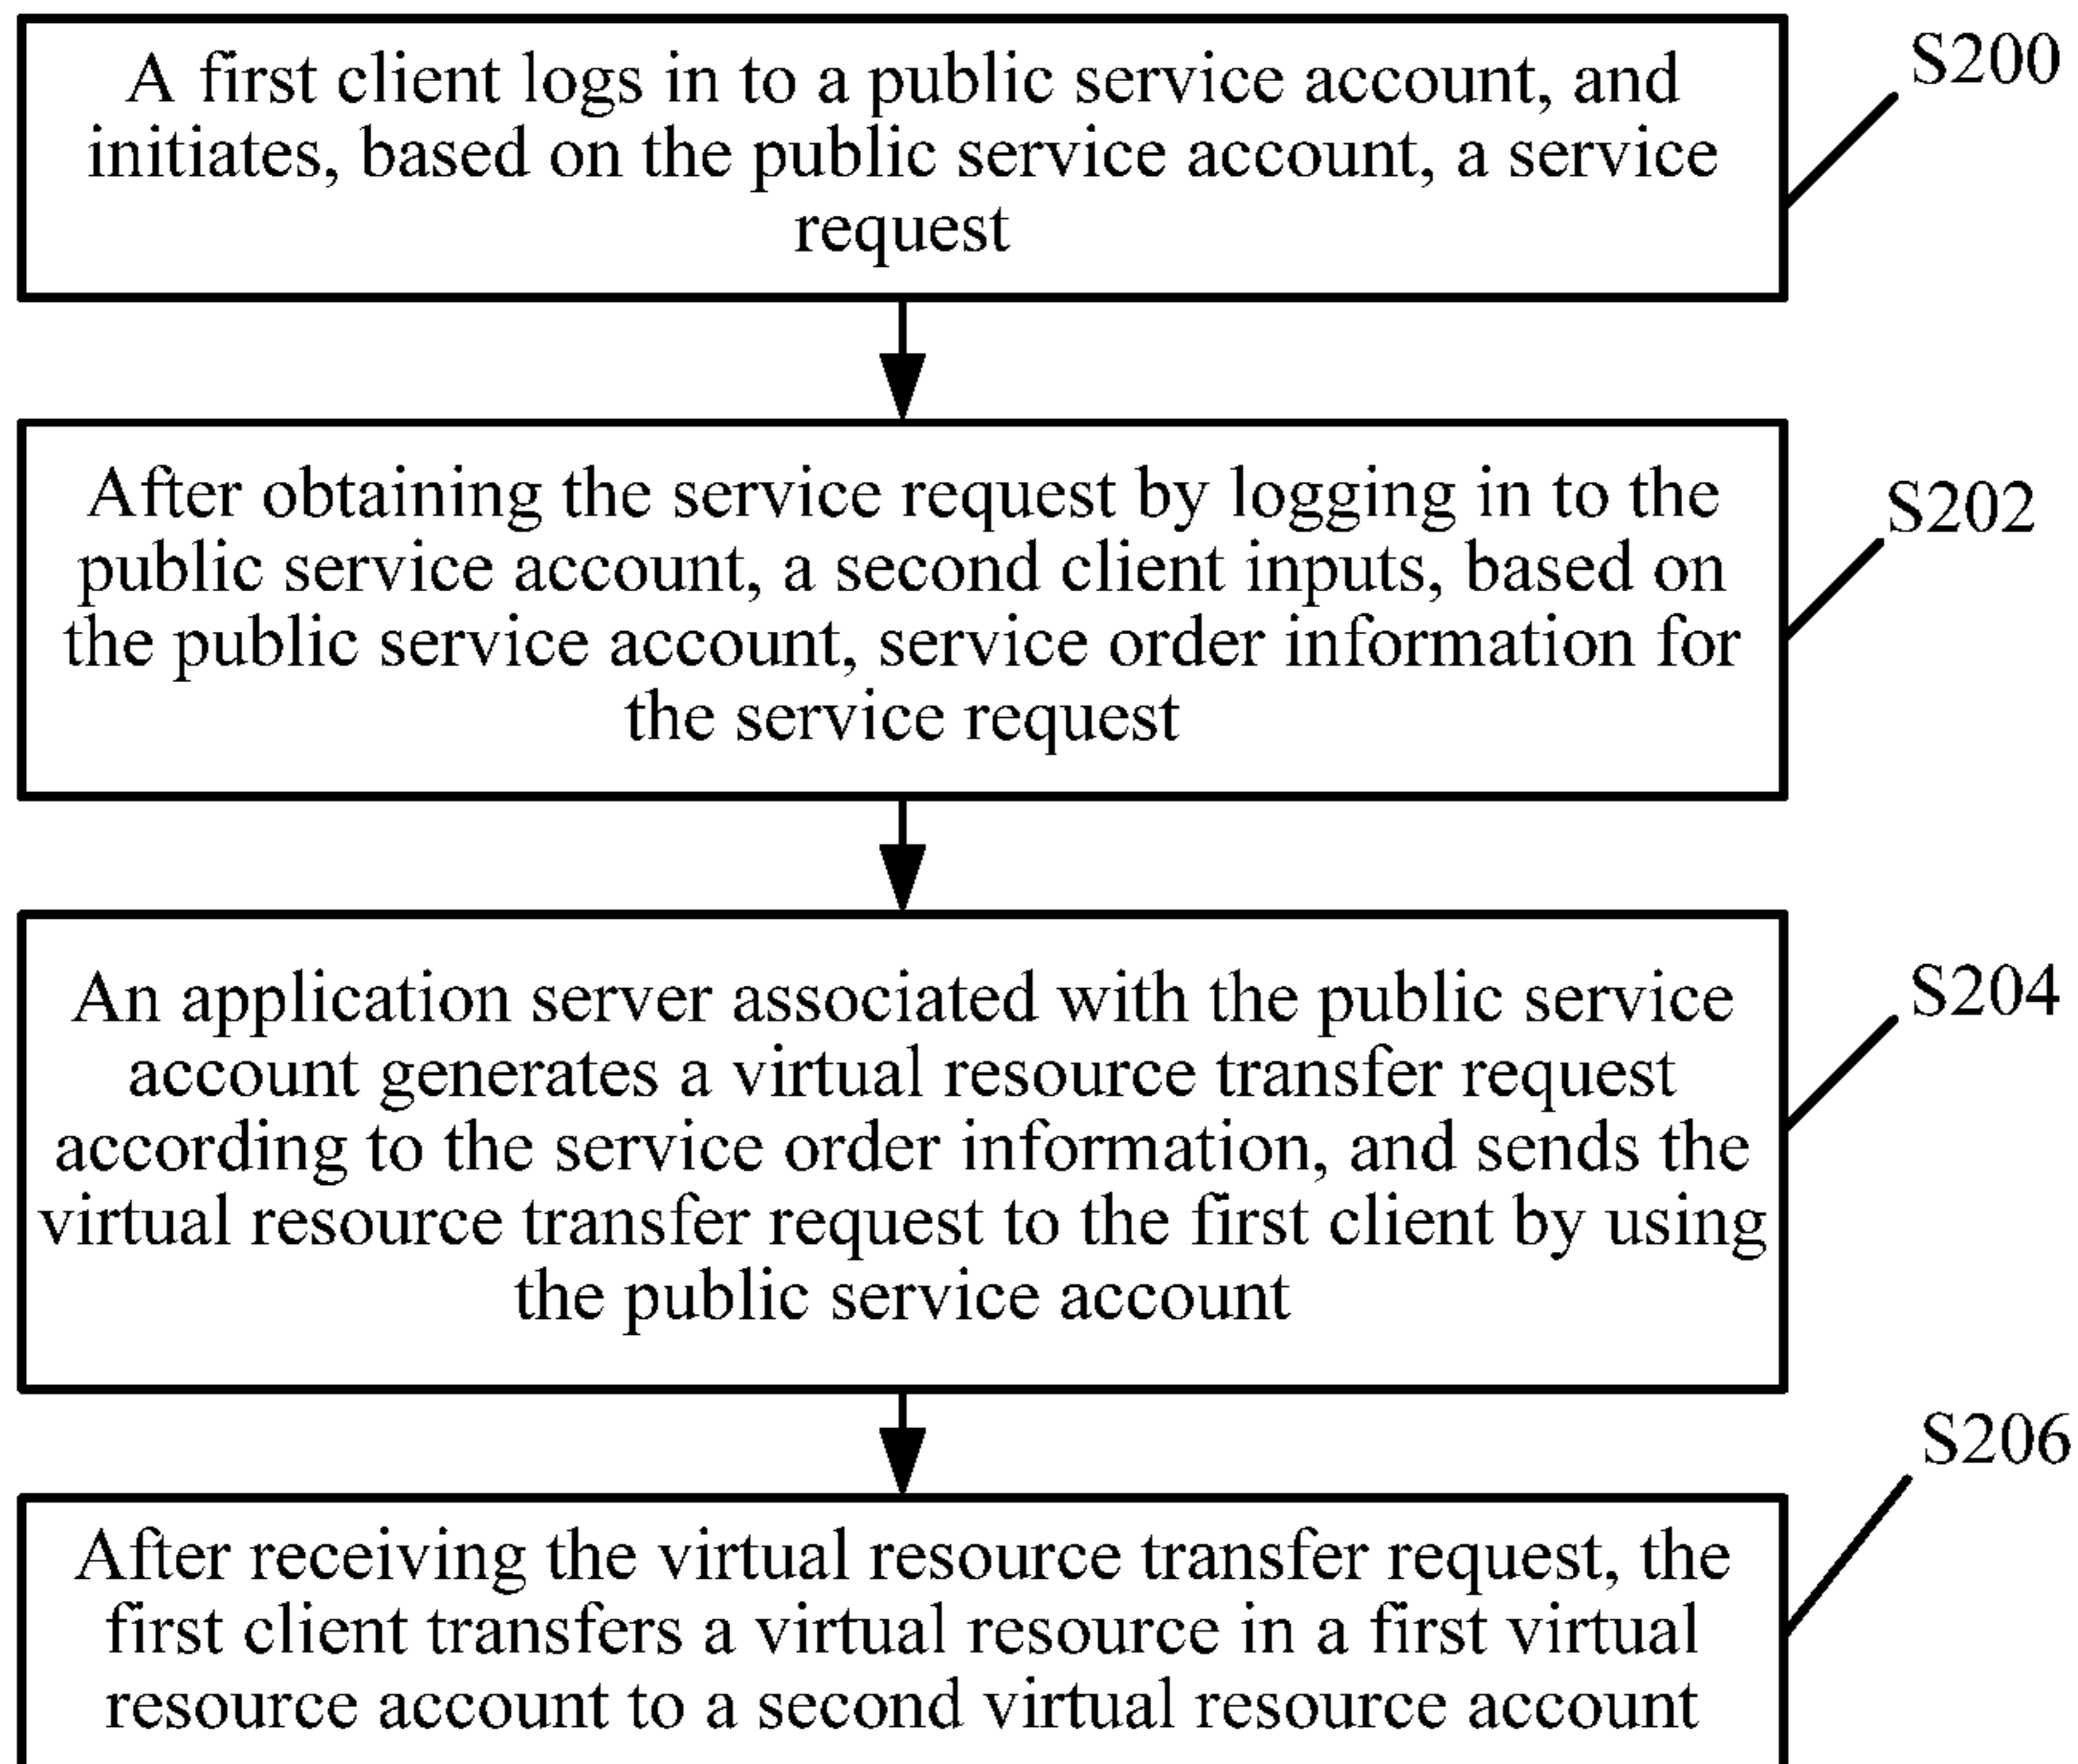 A first client logs in to a public service account, and
initiates, based on the public service account, a service
request
S200
After obtaining the service request by logging in to the
public service account, a second client inputs, based on
the public service account, service order information for
the service request
S202
An application server associated with the public service
account generates a virtual resource transfer request
according to the service order information, and sends the
virtual resource transfer request to the first client by using
the public service account
S204
After receiving the virtual resource transfer request, the
first client transfers a virtual resource in a first virtual
resource account to a second virtual resource account
S206